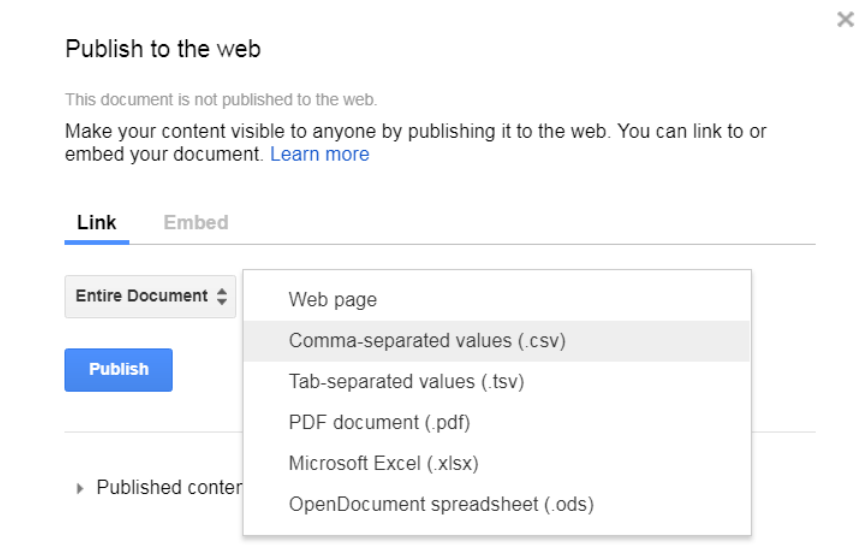 Publish to the web
This document is not published to the web.
Make your content visible to anyone by publishing it to the web. You can link to or
embed your document. Learn more
Link Embed
Entire Document
Web page
Comma-separated values (.csv)
Publish
Tab-separated values (.tsv)
PDF document (.pdf)
Microsoft Excel (.xlsx)
Published conten
OpenDocument spreadsheet (.ods)